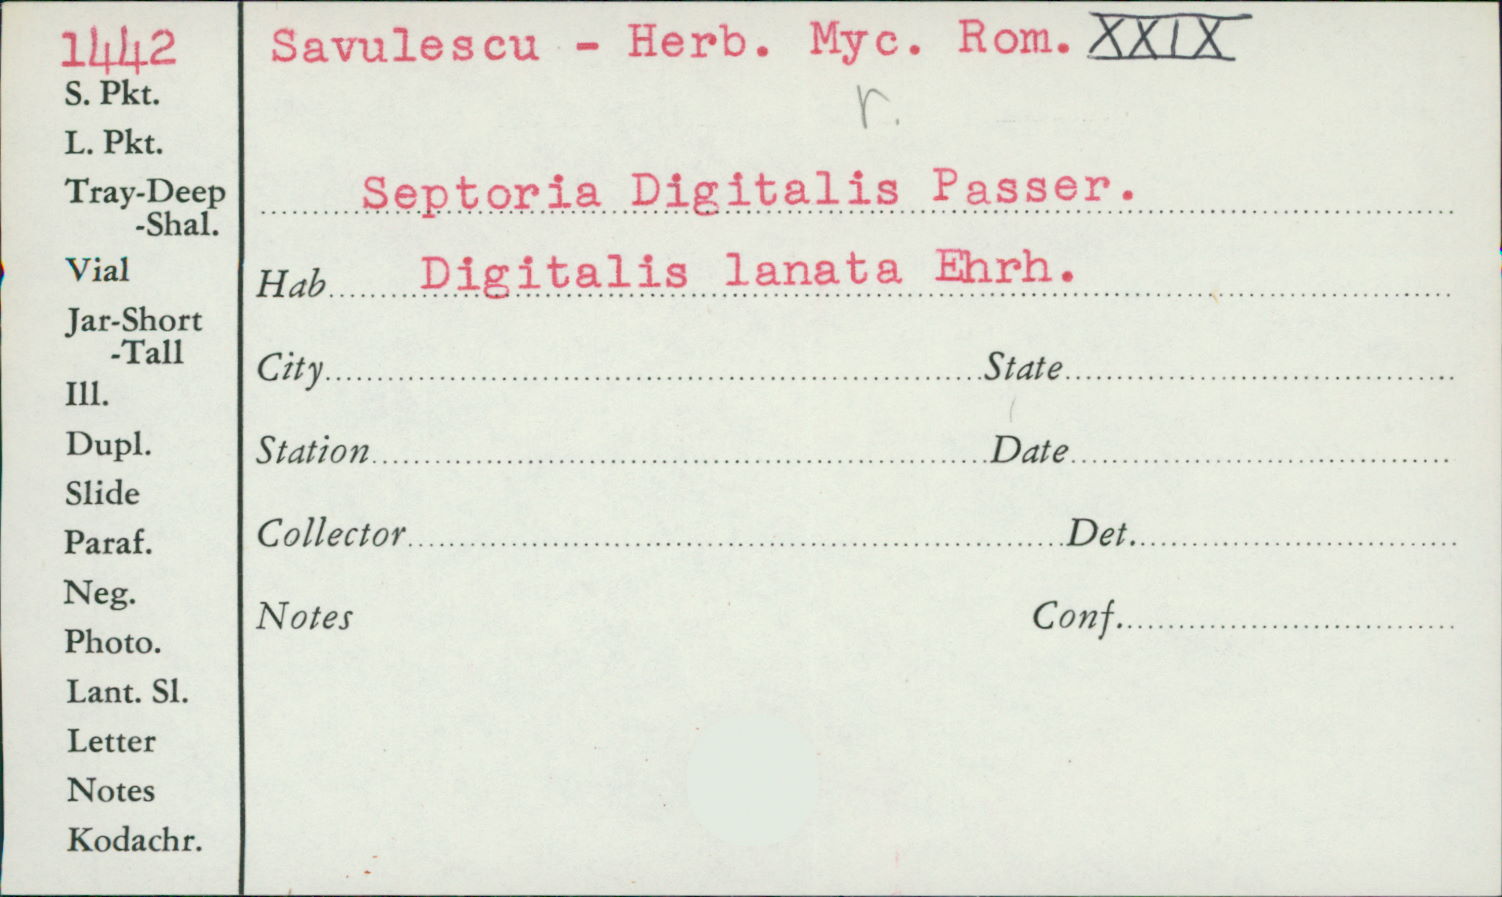 1442
Savulescu - Herb. Myc. Rom. XXIX
r.
S. Pkt.
L. Pkt.
Tray-Deep
-Shal.
Vial
Jar-Short
-Tall
Ill.
Dupl.
Slide
Paraf.
Neg.
Photo.
Lant. Sl.
Letter
Notes
Kodachr.
Septoria Digitalis Passer.
Hab. Digitalis lanata Ehrh.
City State
Station Date
Collector Det.
Notes Conf.